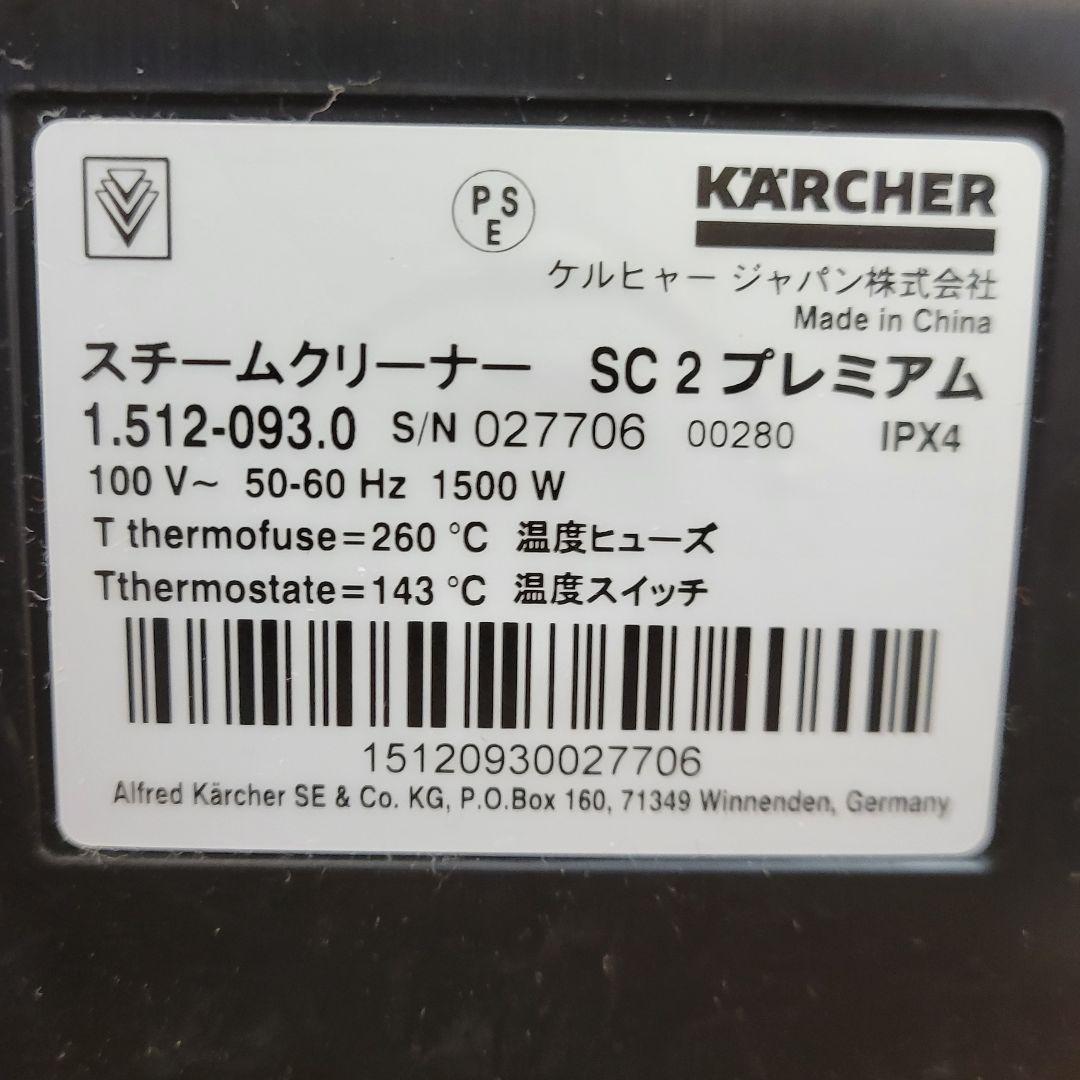 PSE
KÄRCHER
ケルヒャー ジャパン株式会社
Made in China
スチームクリーナー SC 2 プレミアム
1.512-093.0 S/N 027706 00280 IPX4
100 V~ 50-60 Hz 1500 W
T thermofuse=260 °C 温度ヒューズ
Tthermostate=143 °C 温度スイッチ
15120930027706
Alfred Kärcher SE & Co. KG, P.O.Box 160, 71349 Winnenden, Germany